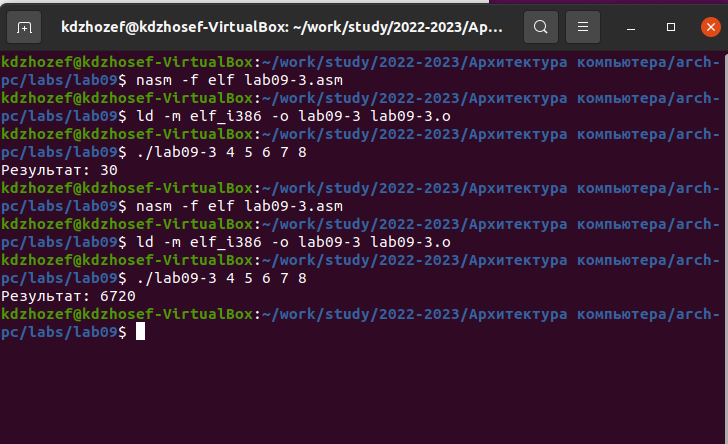 kdzhozef@kdzhosef-VirtualBox: ~/work/study/2022-2023/Ар...
kdzhozef@kdzhosef-VirtualBox:~/work/study/2022-2023/Архитектура компьютера/arch-
pc/labs/lab09$ nasm -f elf lab09-3.asm
kdzhozef@kdzhosef-VirtualBox:~/work/study/2022-2023/Архитектура компьютера/arch-
pc/labs/lab09$ ld -m elf_i386 -o lab09-3 lab09-3.o
kdzhozef@kdzhosef-VirtualBox:~/work/study/2022-2023/Архитектура компьютера/arch-
pc/labs/lab09$ ./lab09-3 4 5 6 7 8
Результат: 30
kdzhozef@kdzhosef-VirtualBox:~/work/study/2022-2023/Архитектура компьютера/arch-
pc/labs/lab09$ nasm -f elf lab09-3.asm
kdzhozef@kdzhosef-VirtualBox:~/work/study/2022-2023/Архитектура компьютера/arch-
pc/labs/lab09$ ld -m elf_i386 -o lab09-3 lab09-3.o
kdzhozef@kdzhosef-VirtualBox:~/work/study/2022-2023/Архитектура компьютера/arch-
pc/labs/lab09$ ./lab09-3 4 5 6 7 8
Результат: 6720
kdzhozef@kdzhosef-VirtualBox:~/work/study/2022-2023/Архитектура компьютера/arch-
pc/labs/lab09$